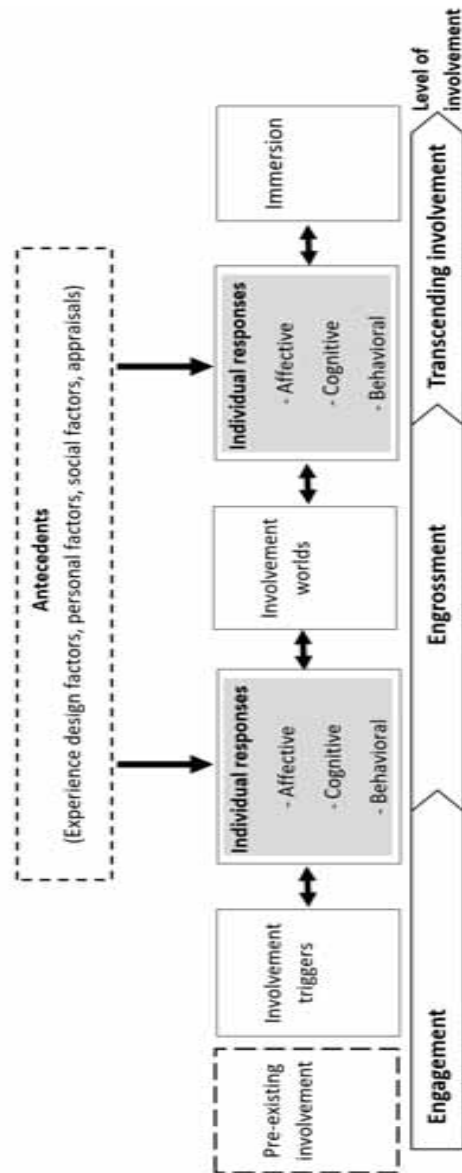 Antecedents
(Experience design factors, personal factors, social factors, appraisals)
Pre-existing
involvement
Involvement
triggers
Individual responses
- Affective
- Cognitive
- Behavioral
Involvement
worlds
Individual responses
- Affective
- Cognitive
- Behavioral
Immersion
Engagement
Engrossment
Transcending involvement
Level of
involvement